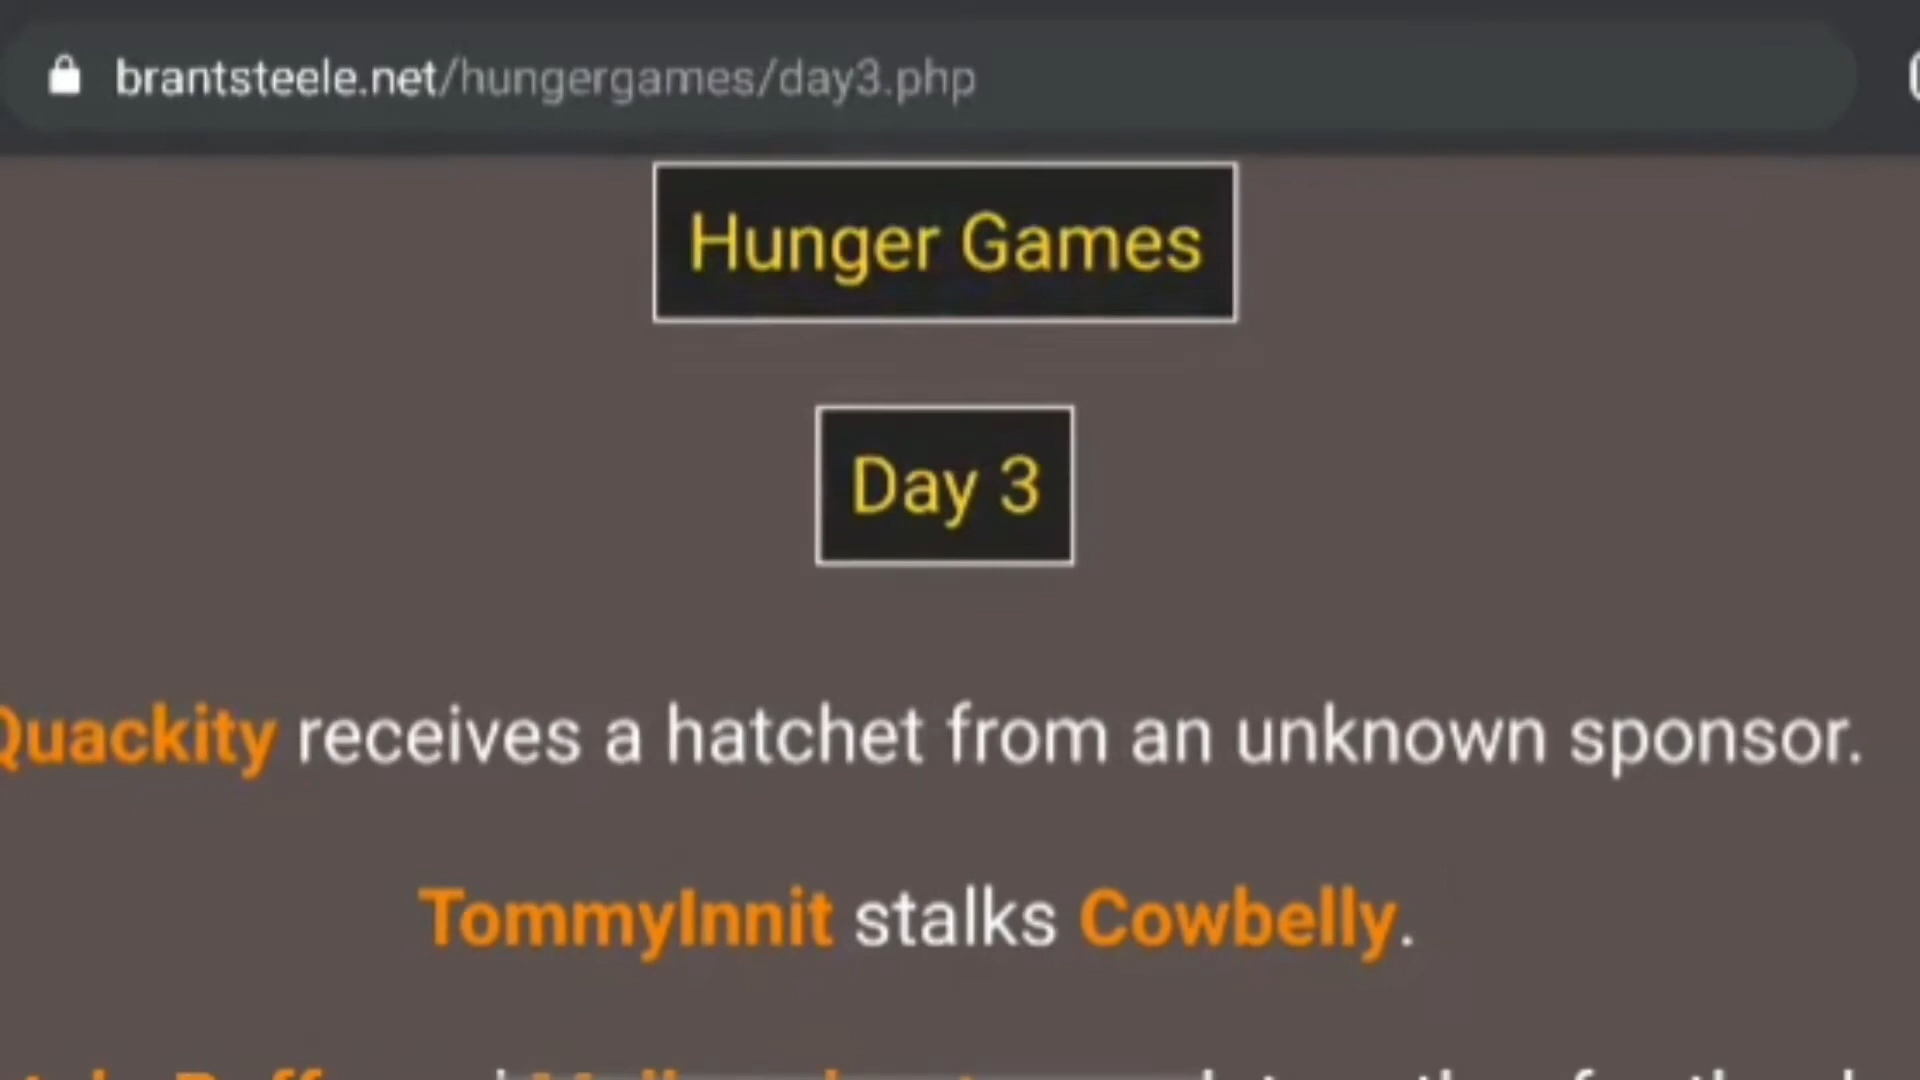 brantsteele.net/hungergames/day3.php
Hunger Games
Day 3
Quackity receives a hatchet from an unknown sponsor.
TommyInnit stalks Cowbelly.